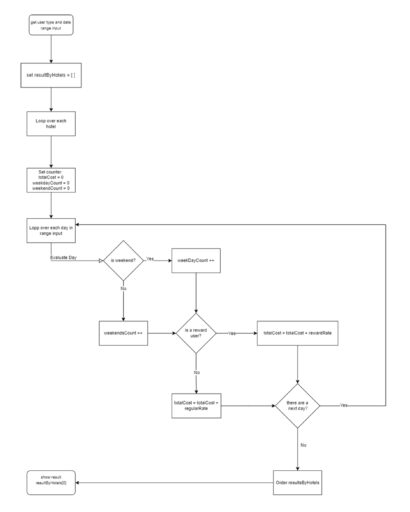 get user type and date
range input
set resultByHotels = [ ]
Loop over each
hotel
Set counter
totalCost = 0
weekdayCount = 0
weekendCount = 0
Lopp over each day in
range input
Evaluate Day
is weekend?
Yes
weekDayCount ++
No
weekendsCount ++
Is a reward
user?
Yes
totalCost = totalCost + rewardRate
No
totalCost = totalCost +
regularRate
there are a
next day?
Yes
No
Order resultsByHotels
show result
resultByHotels[0]